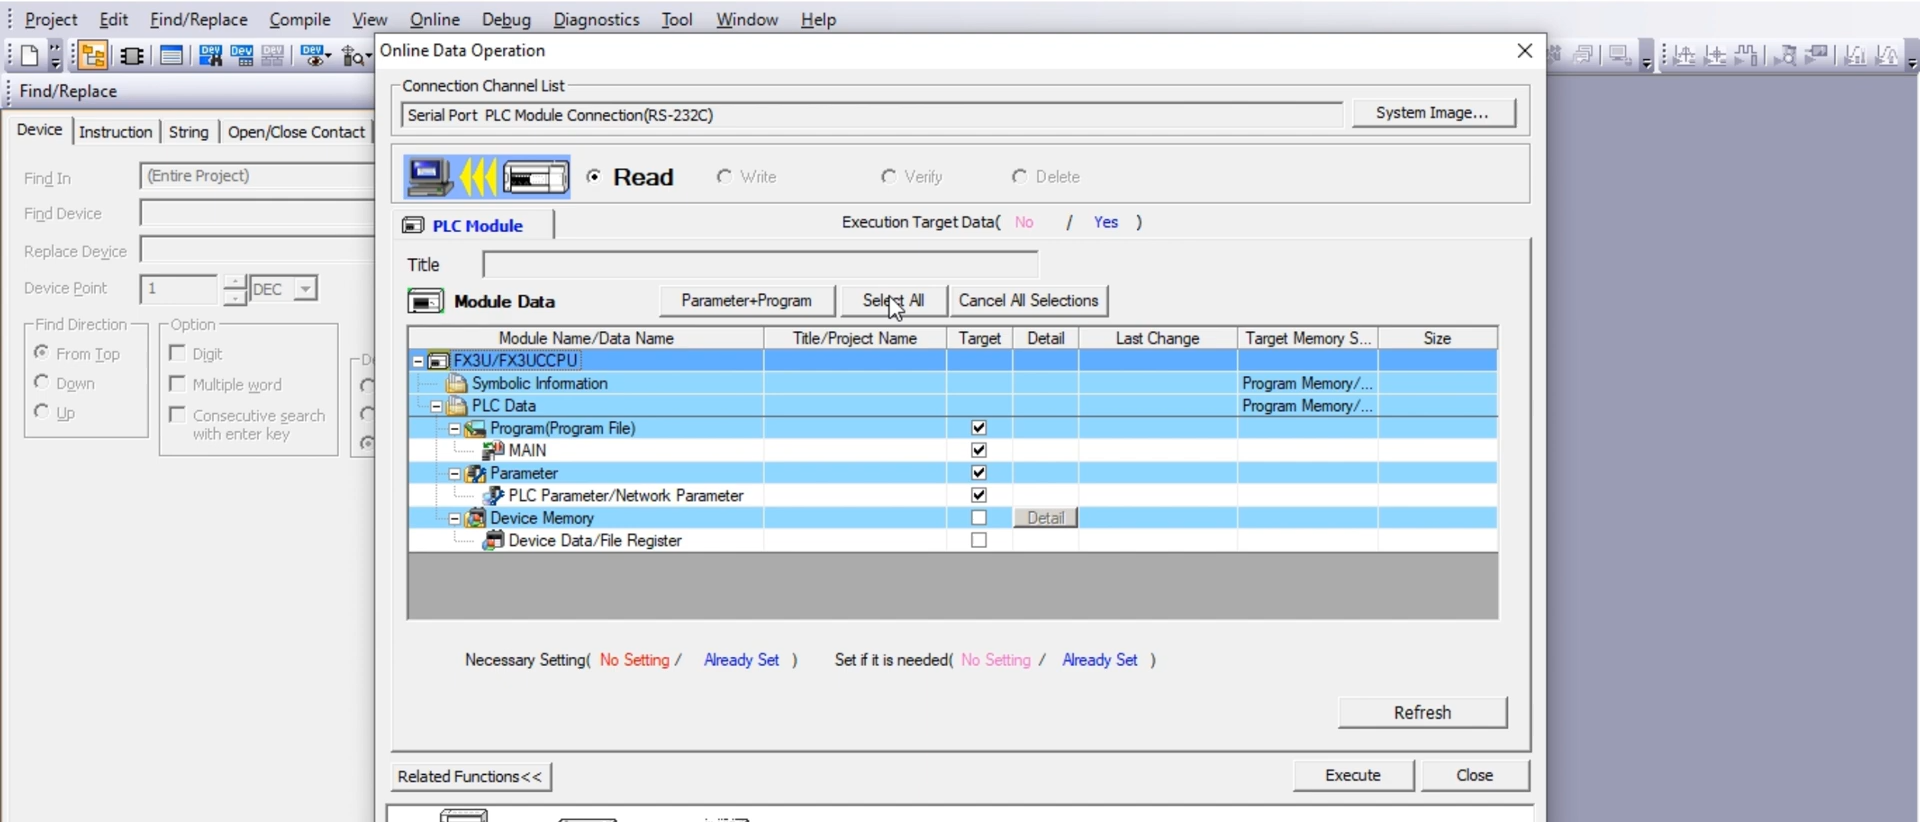 Project Edit Find/Replace Compile View Online Debug Diagnostics Tool Window Help
Online Data Operation
Find/Replace
Device Instruction String Open/Close Contact
Find In (Entire Project)
Find Device
Replace Device
Device Point 1 DEC
Find Direction
From Top
Down
Up
Option
Digit
Multiple word
Consecutive search
with enter key
Connection Channel List
Serial Port PLC Module Connection(RS-232C) System Image...
Read Write Verify Delete
PLC Module Execution Target Data( No / Yes )
Title
Module Data Parameter+Program Select All Cancel All Selections
Module Name/Data Name Title/Project Name Target Detail Last Change Target Memory S... Size
FX3U/FX3UCCPU
Symbolic Information Program Memory/...
PLC Data Program Memory/...
Program(Program File)
MAIN
Parameter
PLC Parameter/Network Parameter
Device Memory Detail
Device Data/File Register
Necessary Setting( No Setting / Already Set ) Set if it is needed( No Setting / Already Set )
Refresh
Related Functions<< Execute Close